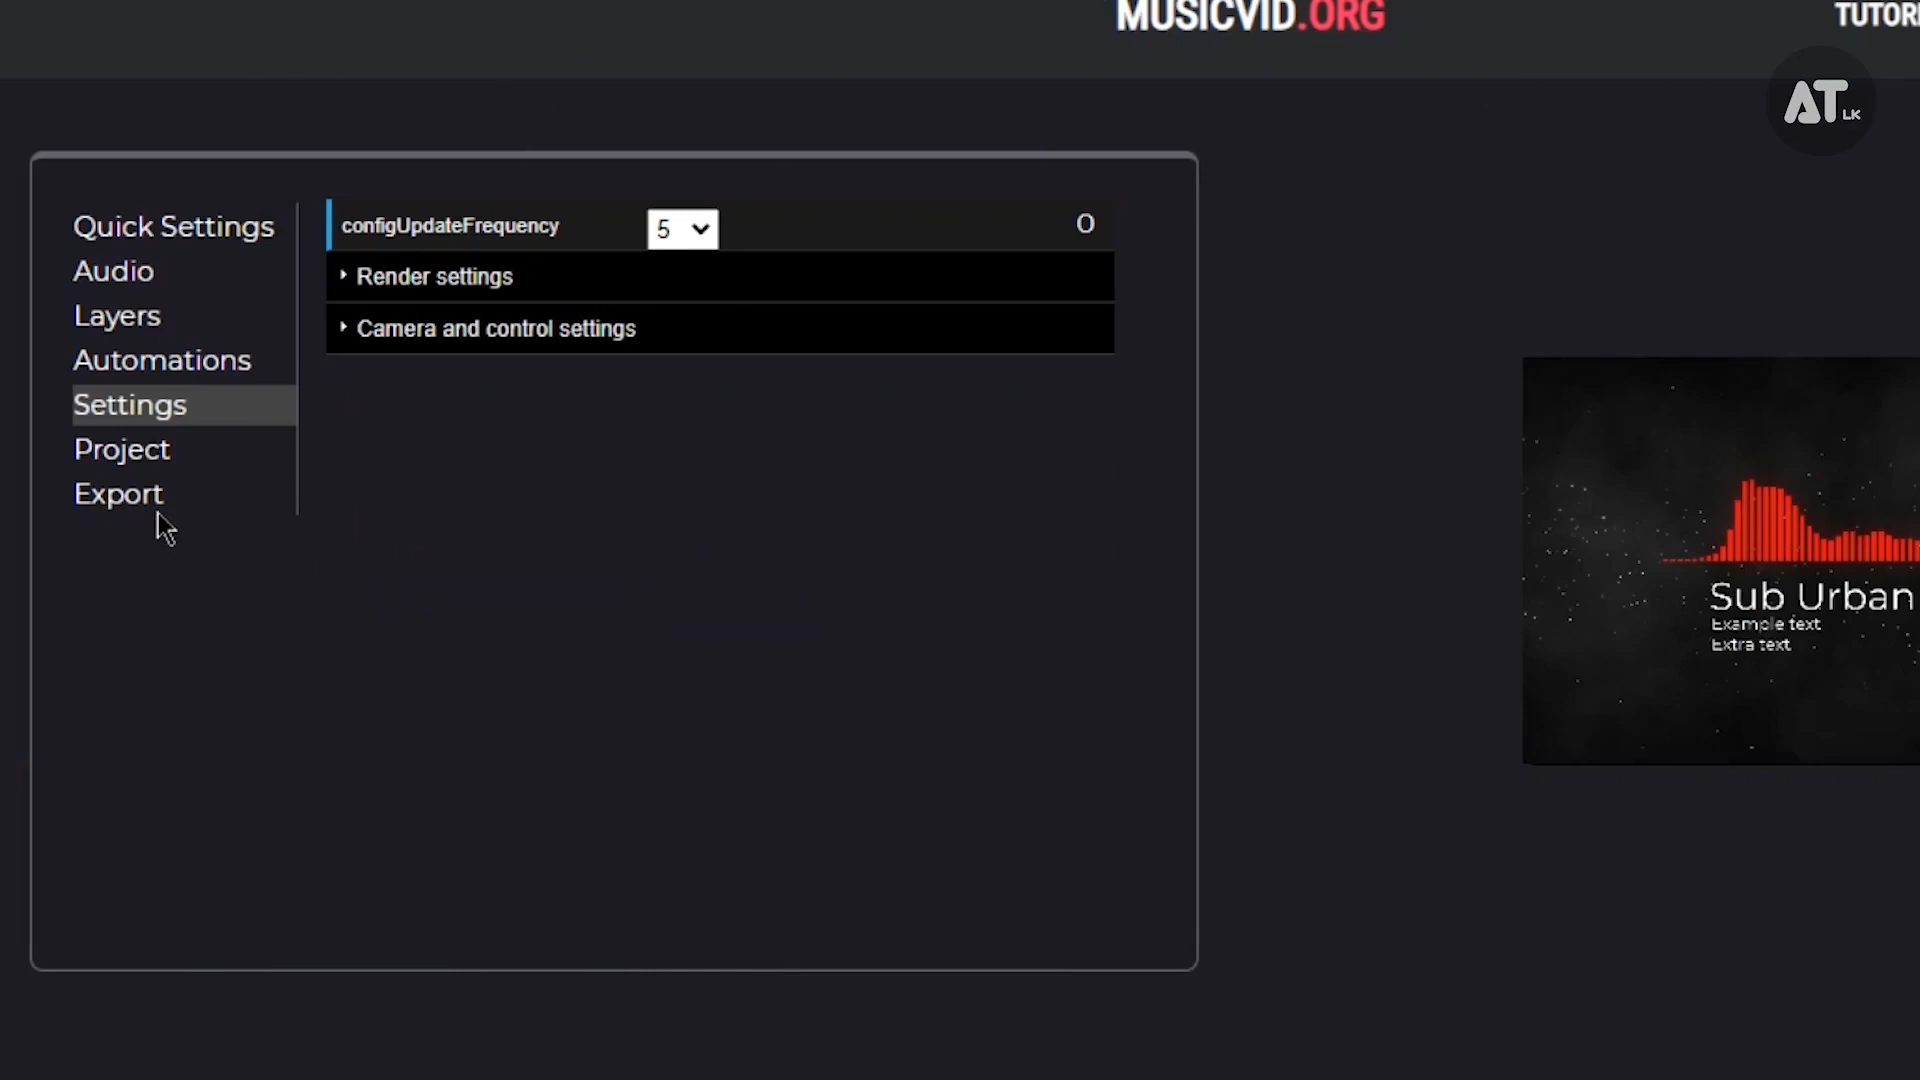 MUSICVID.ORG
TUTOR
AT LK
Quick Settings
Audio
Layers
Automations
Settings
Project
Export
configUpdateFrequency 5 O
Render settings
Camera and control settings
Sub Urban
Example text
Extra text